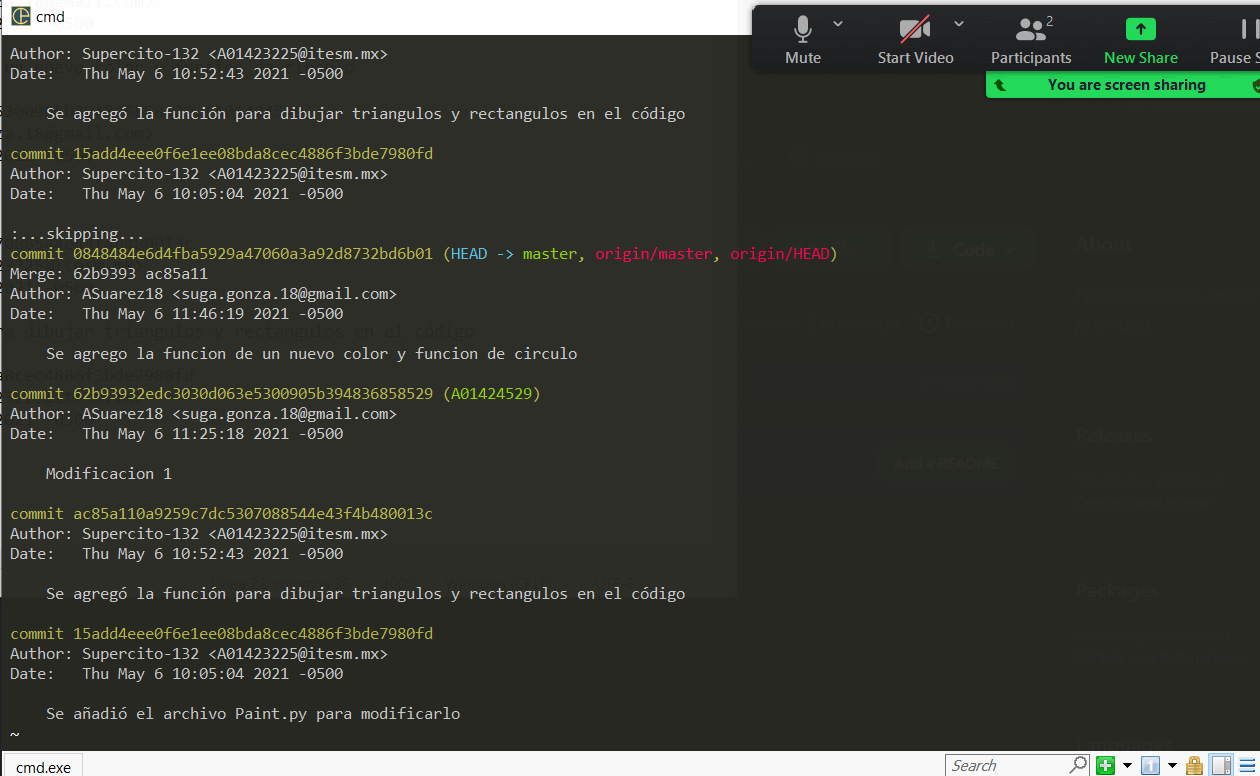 cmd
Author: Supercito-132 <A01423225@itesm.mx>
Date:   Thu May 6 10:52:43 2021 -0500
    Se agregó la función para dibujar triangulos y rectangulos en el código
commit 15add4eee0f6e1ee08bda8cec4886f3bde7980fd
Author: Supercito-132 <A01423225@itesm.mx>
Date:   Thu May 6 10:05:04 2021 -0500
:...skipping...
commit 0848484e6d4fba5929a47060a3a92d8732bd6b01 (HEAD -> master, origin/master, origin/HEAD)
Merge: 62b9393 ac85a11
Author: ASuarez18 <suga.gonza.18@gmail.com>
Date:   Thu May 6 11:46:19 2021 -0500
    Se agrego la funcion de un nuevo color y funcion de circulo
commit 62b93932edc3030d063e5300905b394836858529 (A01424529)
Author: ASuarez18 <suga.gonza.18@gmail.com>
Date:   Thu May 6 11:25:18 2021 -0500
    Modificacion 1
commit ac85a110a9259c7dc5307088544e43f4b480013c
Author: Supercito-132 <A01423225@itesm.mx>
Date:   Thu May 6 10:52:43 2021 -0500
    Se agregó la función para dibujar triangulos y rectangulos en el código
commit 15add4eee0f6e1ee08bda8cec4886f3bde7980fd
Author: Supercito-132 <A01423225@itesm.mx>
Date:   Thu May 6 10:05:04 2021 -0500
    Se añadió el archivo Paint.py para modificarlo
~
Mute
Start Video
2
Participants
New Share
Pause S
You are screen sharing
Code
About
Releases
Add a README
Packages
cmd.exe
Search
1